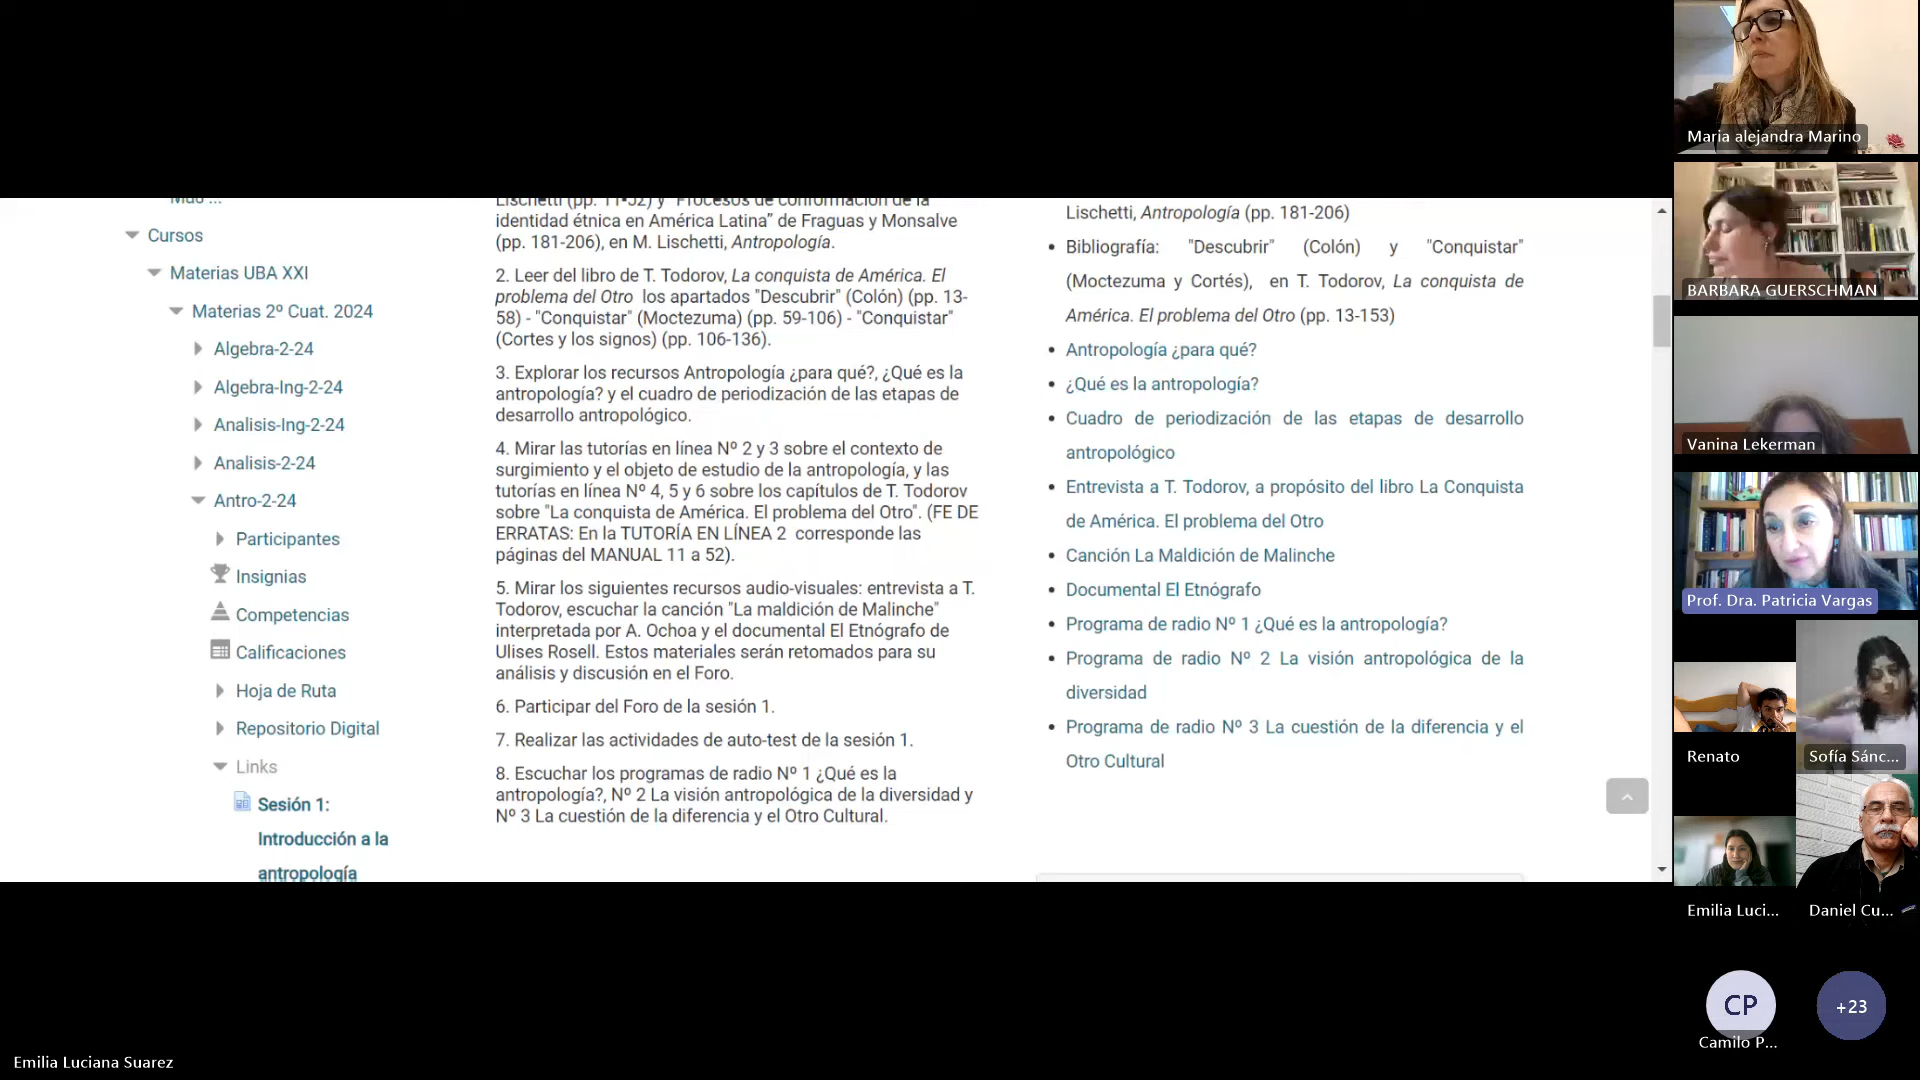 Más ...
Cursos
Materias UBA XXI
Materias 2º Cuat. 2024
Algebra-2-24
Algebra-Ing-2-24
Analisis-Ing-2-24
Analisis-2-24
Antro-2-24
Participantes
Insignias
Competencias
Calificaciones
Hoja de Ruta
Repositorio Digital
Links
Sesión 1:
Introducción a la
antropología
Lischetti (pp. 11-52) y "Procesos de conformación de la
identidad étnica en América Latina” de Fraguas y Monsalve
(pp. 181-206), en M. Lischetti, Antropología.
2. Leer del libro de T. Todorov, La conquista de América. El
problema del Otro los apartados "Descubrir" (Colón) (pp. 13-
58) - "Conquistar" (Moctezuma) (pp. 59-106) - "Conquistar"
(Cortes y los signos) (pp. 106-136).
3. Explorar los recursos Antropología ¿para qué?, ¿Qué es la
antropología? y el cuadro de periodización de las etapas de
desarrollo antropológico.
4. Mirar las tutorías en línea Nº 2 y 3 sobre el contexto de
surgimiento y el objeto de estudio de la antropología, y las
tutorías en línea Nº 4, 5 y 6 sobre los capítulos de T. Todorov
sobre "La conquista de América. El problema del Otro". (FE DE
ERRATAS: En la TUTORÍA EN LÍNEA 2 corresponde las
páginas del MANUAL 11 a 52).
5. Mirar los siguientes recursos audio-visuales: entrevista a T.
Todorov, escuchar la canción "La maldición de Malinche"
interpretada por A. Ochoa y el documental El Etnógrafo de
Ulises Rosell. Estos materiales serán retomados para su
análisis y discusión en el Foro.
6. Participar del Foro de la sesión 1.
7. Realizar las actividades de auto-test de la sesión 1.
8. Escuchar los programas de radio Nº 1 ¿Qué es la
antropología?, Nº 2 La visión antropológica de la diversidad y
Nº 3 La cuestión de la diferencia y el Otro Cultural.
Lischetti, Antropología (pp. 181-206)
• Bibliografía: "Descubrir" (Colón) y "Conquistar"
(Moctezuma y Cortés), en T. Todorov, La conquista de
América. El problema del Otro (pp. 13-153)
• Antropología ¿para qué?
• ¿Qué es la antropología?
• Cuadro de periodización de las etapas de desarrollo
antropológico
• Entrevista a T. Todorov, a propósito del libro La Conquista
de América. El problema del Otro
• Canción La Maldición de Malinche
• Documental El Etnógrafo
• Programa de radio Nº 1 ¿Qué es la antropología?
• Programa de radio Nº 2 La visión antropológica de la
diversidad
• Programa de radio Nº 3 La cuestión de la diferencia y el
Otro Cultural
Maria alejandra Marino
BARBARA GUERSCHMAN
Vanina Lekerman
Prof. Dra. Patricia Vargas
Renato
Sofía Sánc...
Emilia Luci...
Daniel Cu...
CP
+23
Camilo P...
Emilia Luciana Suarez